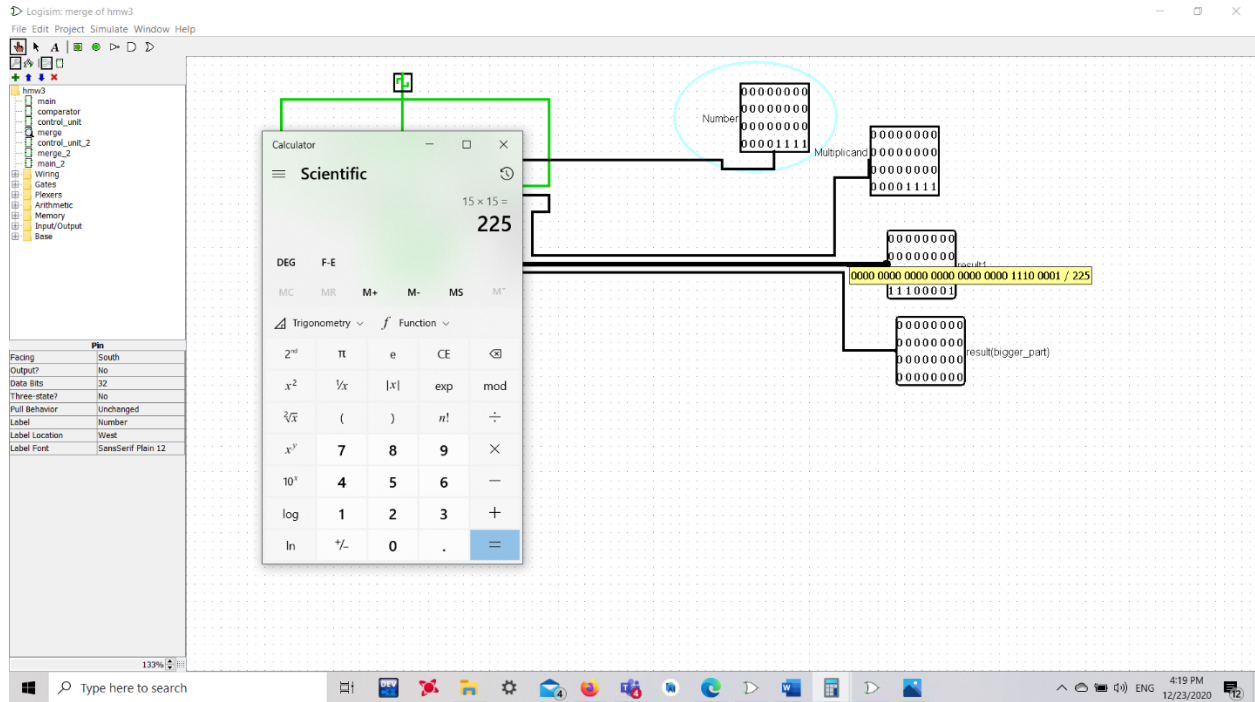 Logisim: merge of hmw3
File Edit Project Simulate Window Help
A
hmw3
main
comparator
control_unit
merge
control_unit_2
merge_2
main_2
Wiring
Gates
Plexers
Arithmetic
Memory
Input/Output
Base
Pin
Facing South
Output? No
Data Bits 32
Three-state? No
Pull Behavior Unchanged
Label Number
Label Location West
Label Font SansSerif Plain 12
133%
Calculator
Scientific
15 × 15 =
225
DEG F-E
MC MR M+ M- MS M˅
Trigonometry f Function
2ⁿᵈ π e CE
x² ¹/x |x| exp mod
²√x ( ) n! ÷
xʸ 7 8 9 ×
10ˣ 4 5 6 −
log 1 2 3 +
ln +/− 0 . =
Number
00000000
00000000
00000000
00001111
Multiplicand
00000000
00000000
00000000
00001111
00000000
00000000
result1
0000 0000 0000 0000 0000 0000 1110 0001 / 225
11100001
00000000
00000000
00000000
00000000
result(bigger_part)
Type here to search
DEV
4
4
W
ENG
4:19 PM
12/23/2020
12